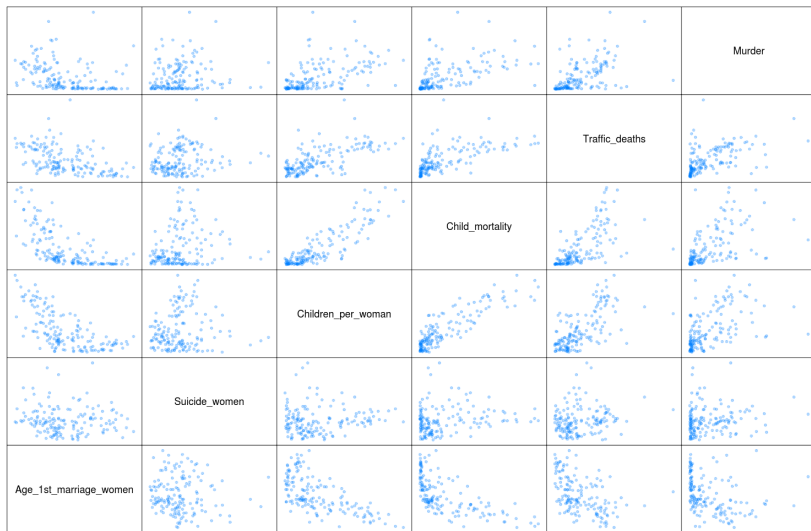 Murder
Traffic_deaths
Child_mortality
Children_per_woman
Suicide_women
Age_1st_marriage_women